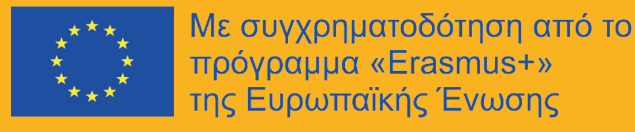 Με συγχρηματοδότηση από το
πρόγραμμα «Erasmus+»
της Ευρωπαϊκής Ένωσης